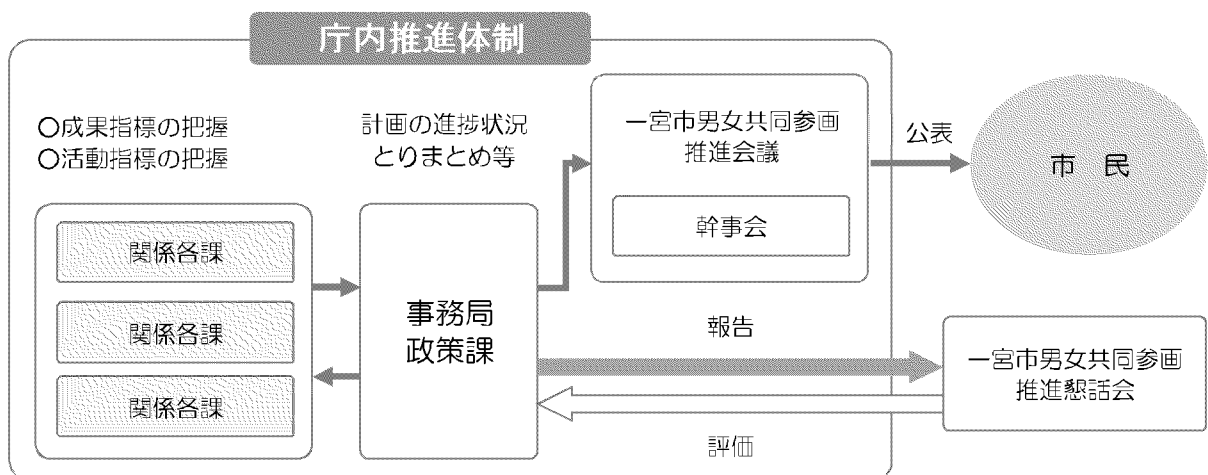 庁内推進体制
○成果指標の把握
○活動指標の把握
計画の進捗状況
とりまとめ等
一宮市男女共同参画
推進会議
幹事会
公表
市 民
関係各課
関係各課
関係各課
事務局
政策課
報告
評価
一宮市男女共同参画
推進懇話会